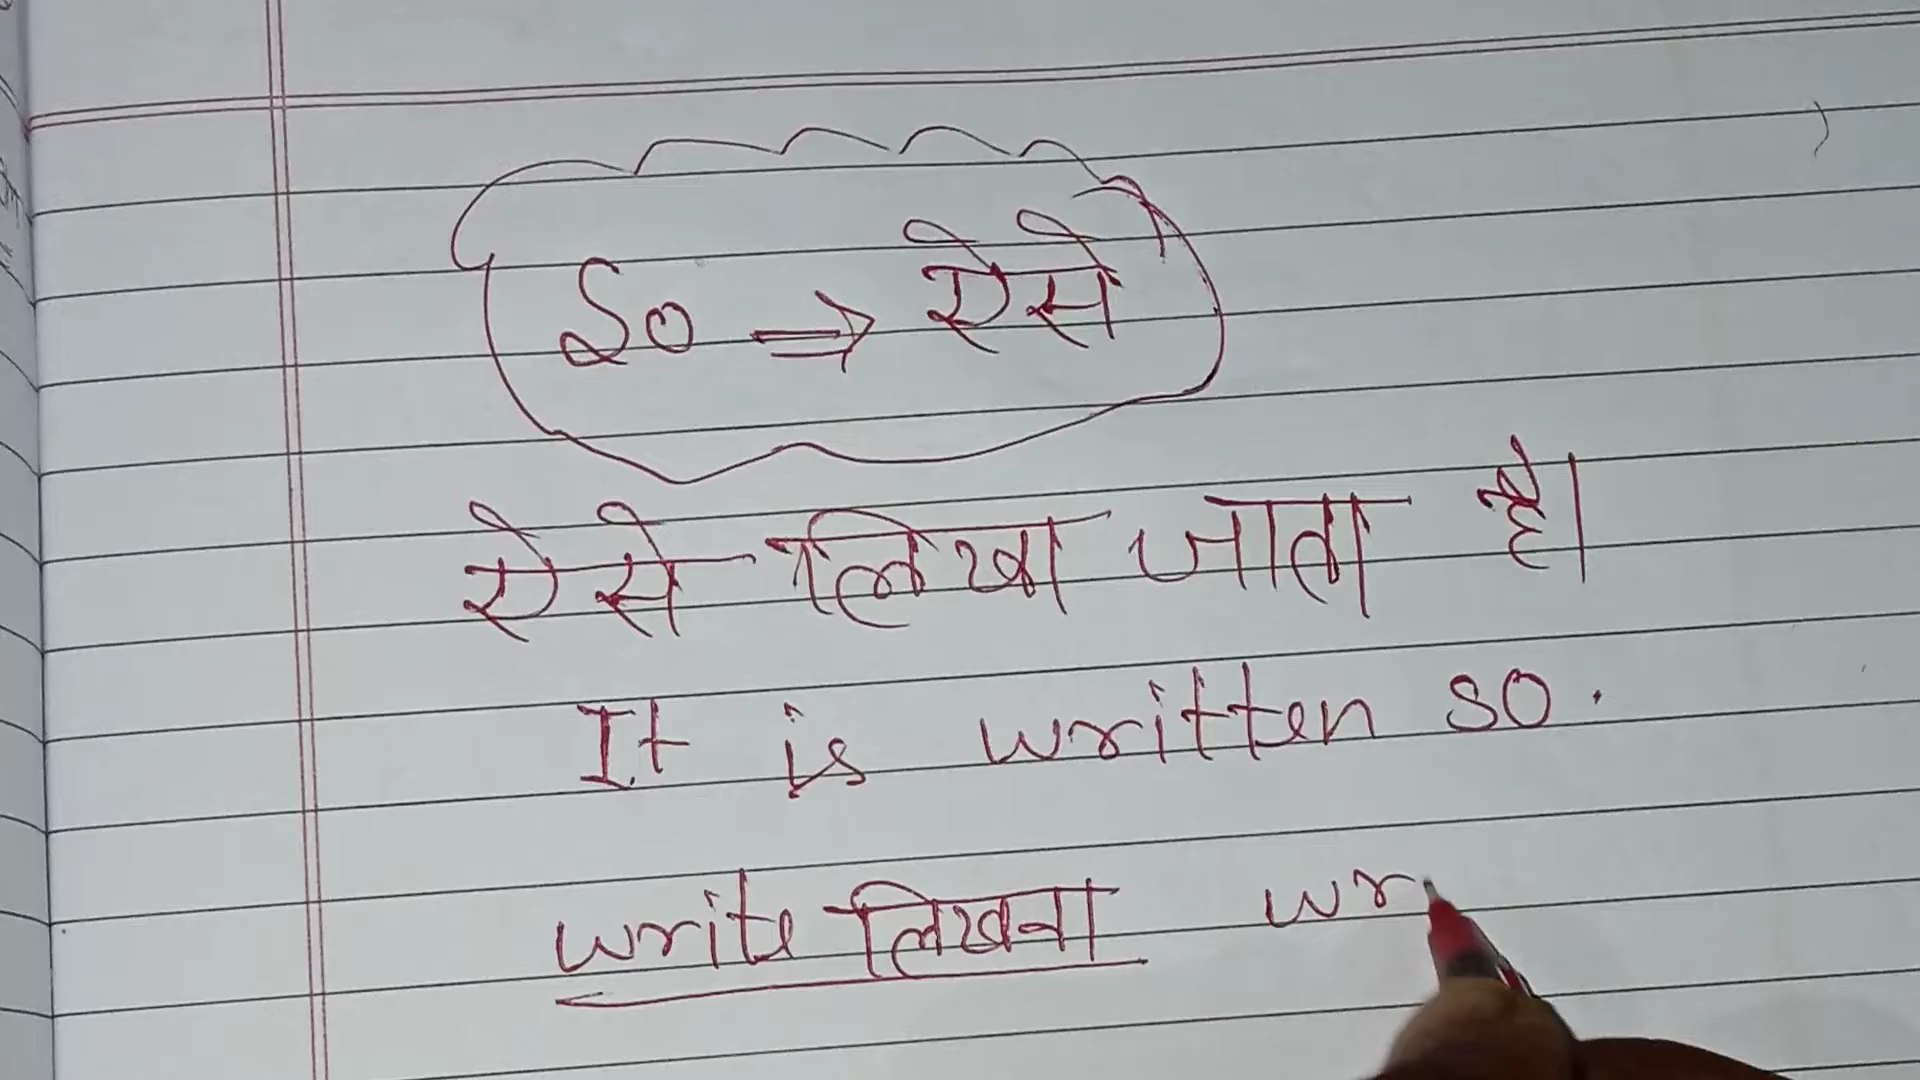 So ⇒ ऐसे
ऐसे लिखा जाता है।
It is written so.
write लिखना wr